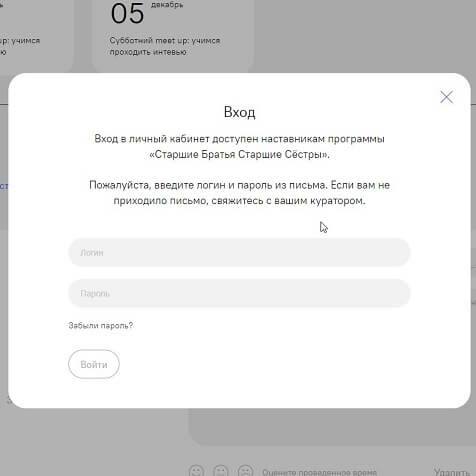 05 декабрь
up: учимся
Субботний meet up: учимся
проходить интевью
Вход
Вход в личный кабинет доступен наставникам программы
«Старшие Братья Старшие Сёстры».
Пожалуйста, введите логин и пароль из письма. Если вам не
приходило письмо, свяжитесь с вашим куратором.
Логин
Пароль
Забыли пароль?
Войти
Оцените проведенное время
Удалить